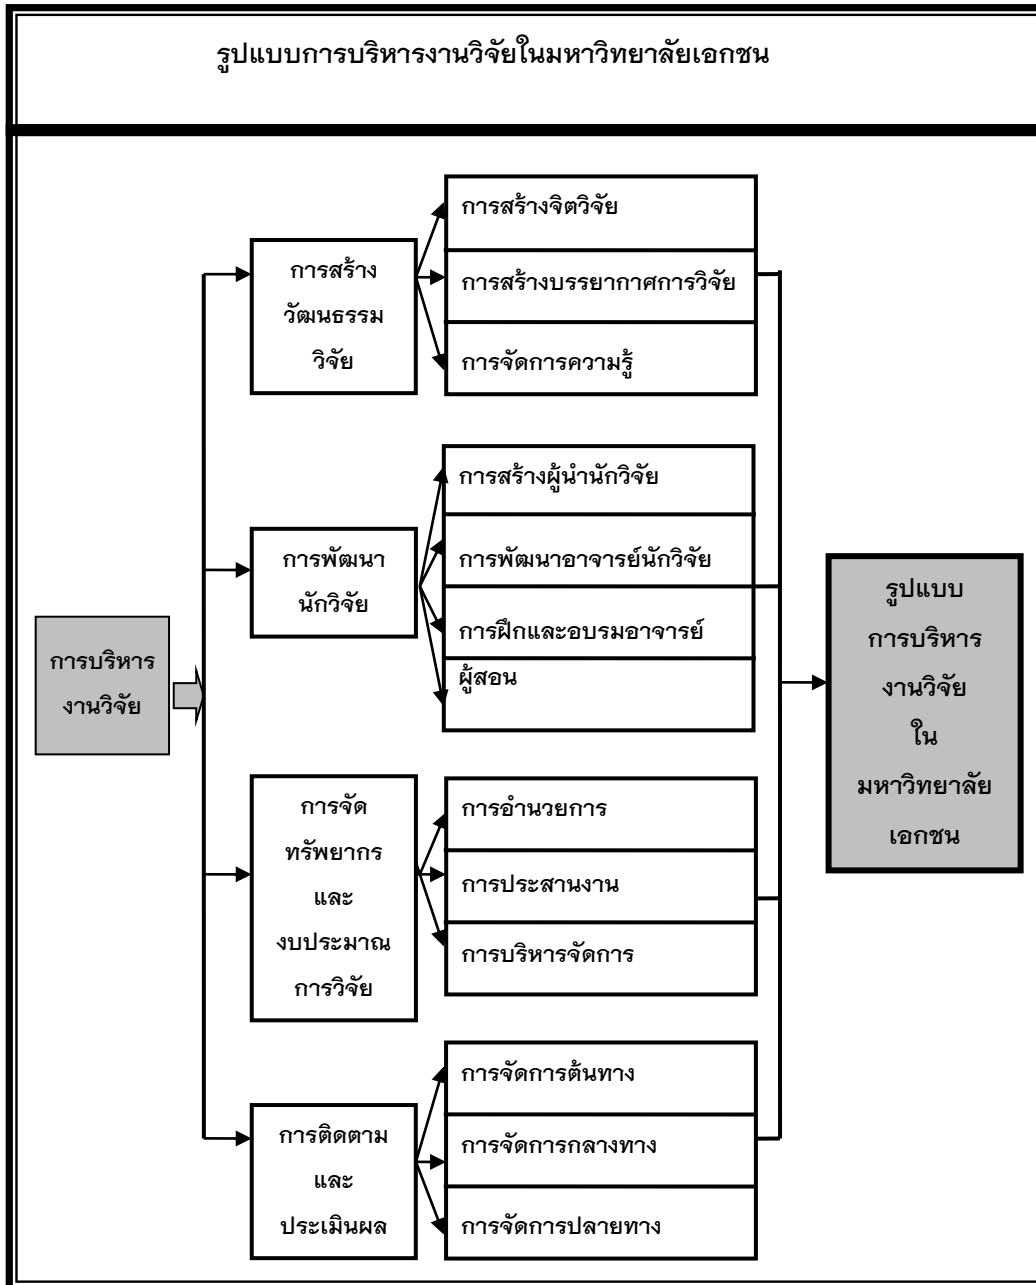 รูปแบบการบริหารงานวิจัยในมหาวิทยาลัยเอกชน
การบริหาร
งานวิจัย
การสร้าง
วัฒนธรรม
วิจัย
การสร้างจิตวิจัย
การสร้างบรรยากาศการวิจัย
การจัดการความรู้
การพัฒนา
นักวิจัย
การสร้างผู้นำนักวิจัย
การพัฒนาอาจารย์นักวิจัย
การฝึกและอบรมอาจารย์
ผู้สอน
การจัด
ทรัพยากร
และ
งบประมาณ
การวิจัย
การอำนวยการ
การประสานงาน
การบริหารจัดการ
การติดตาม
และ
ประเมินผล
การจัดการต้นทาง
การจัดการกลางทาง
การจัดการปลายทาง
รูปแบบ
การบริหาร
งานวิจัย
ใน
มหาวิทยาลัย
เอกชน